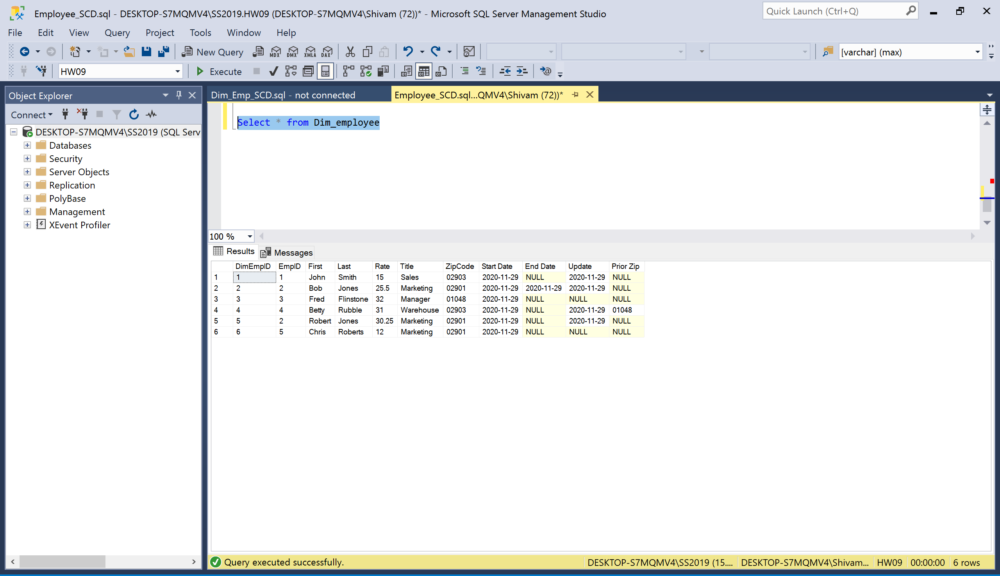 Employee_SCD.sql - DESKTOP-S7MQMV4\SS2019.HW09 (DESKTOP-S7MQMV4\Shivam (72))* - Microsoft SQL Server Management Studio
Quick Launch (Ctrl+Q)
File Edit View Query Project Tools Window Help
New Query MDX DMX XMLA DAX [varchar] (max)
HW09 Execute
Object Explorer
Connect
DESKTOP-S7MQMV4\SS2019 (SQL Serv
Databases
Security
Server Objects
Replication
PolyBase
Management
XEvent Profiler
Dim_Emp_SCD.sql - not connected
Employee_SCD.sql...QMV4\Shivam (72))*
Select * from Dim_employee
100 %
Results Messages
DimEmpID EmpID First Last Rate Title ZipCode Start Date End Date Update Prior Zip
1 1 1 John Smith 15 Sales 02903 2020-11-29 NULL 2020-11-29 NULL
2 2 2 Bob Jones 25.5 Marketing 02901 2020-11-29 2020-11-29 2020-11-29 NULL
3 3 3 Fred Flinstone 32 Manager 01048 2020-11-29 NULL NULL NULL
4 4 4 Betty Rubble 31 Warehouse 02903 2020-11-29 NULL 2020-11-29 01048
5 5 2 Robert Jones 30.25 Marketing 02901 2020-11-29 NULL 2020-11-29 NULL
6 6 5 Chris Roberts 12 Marketing 02901 2020-11-29 NULL NULL NULL
Query executed successfully.
DESKTOP-S7MQMV4\SS2019 (15.... DESKTOP-S7MQMV4\Shivam... HW09 00:00:00 6 rows